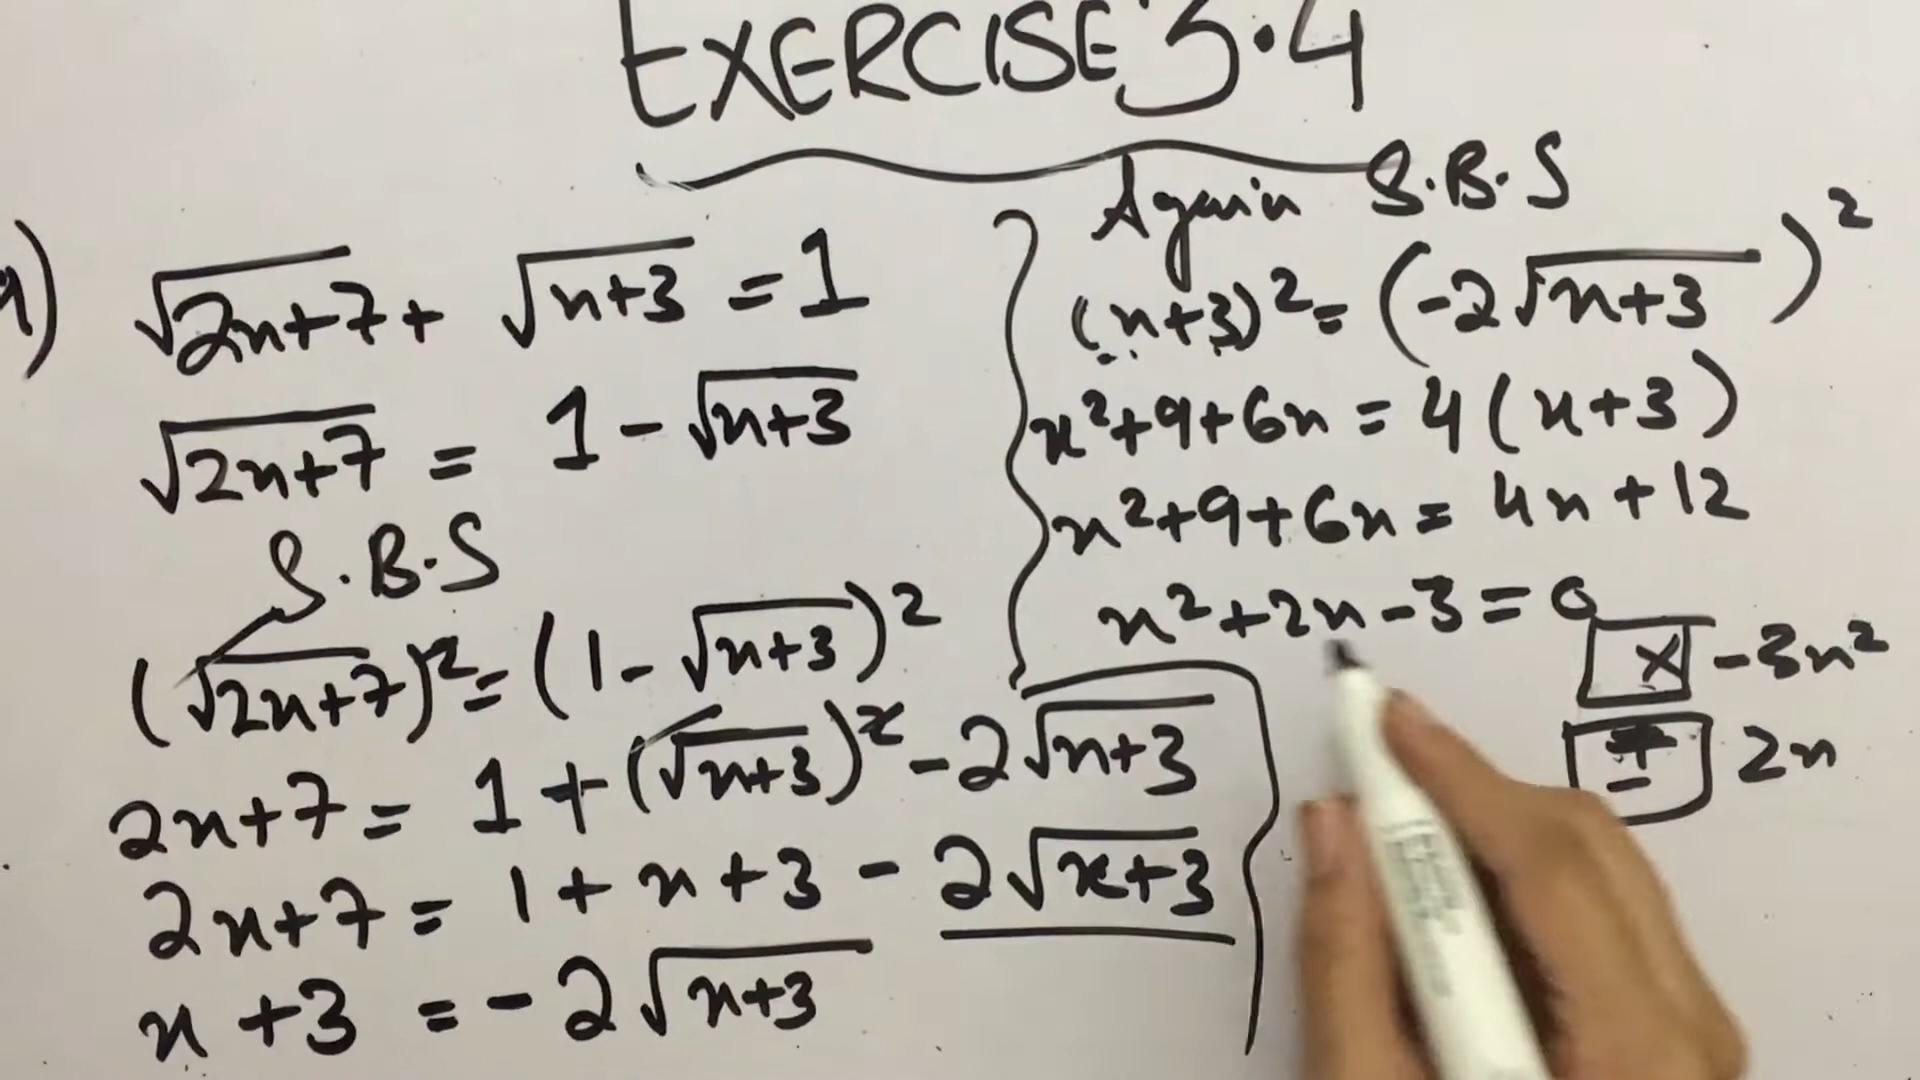 EXERCISE 3.4
√2x+7 + √x+3 = 1
√2x+7 = 1 - √x+3
S.B.S
(√2x+7)² = (1 - √x+3)²
2x+7 = 1 + (√x+3)² - 2√x+3
2x+7 = 1 + x + 3 - 2√x+3
x + 3 = -2√x+3
Again S.B.S
(x+3)² = (-2√x+3)²
x²+9+6x = 4(x+3)
x²+9+6x = 4x+12
x²+2x-3=0
x -3x²
+ - 2x